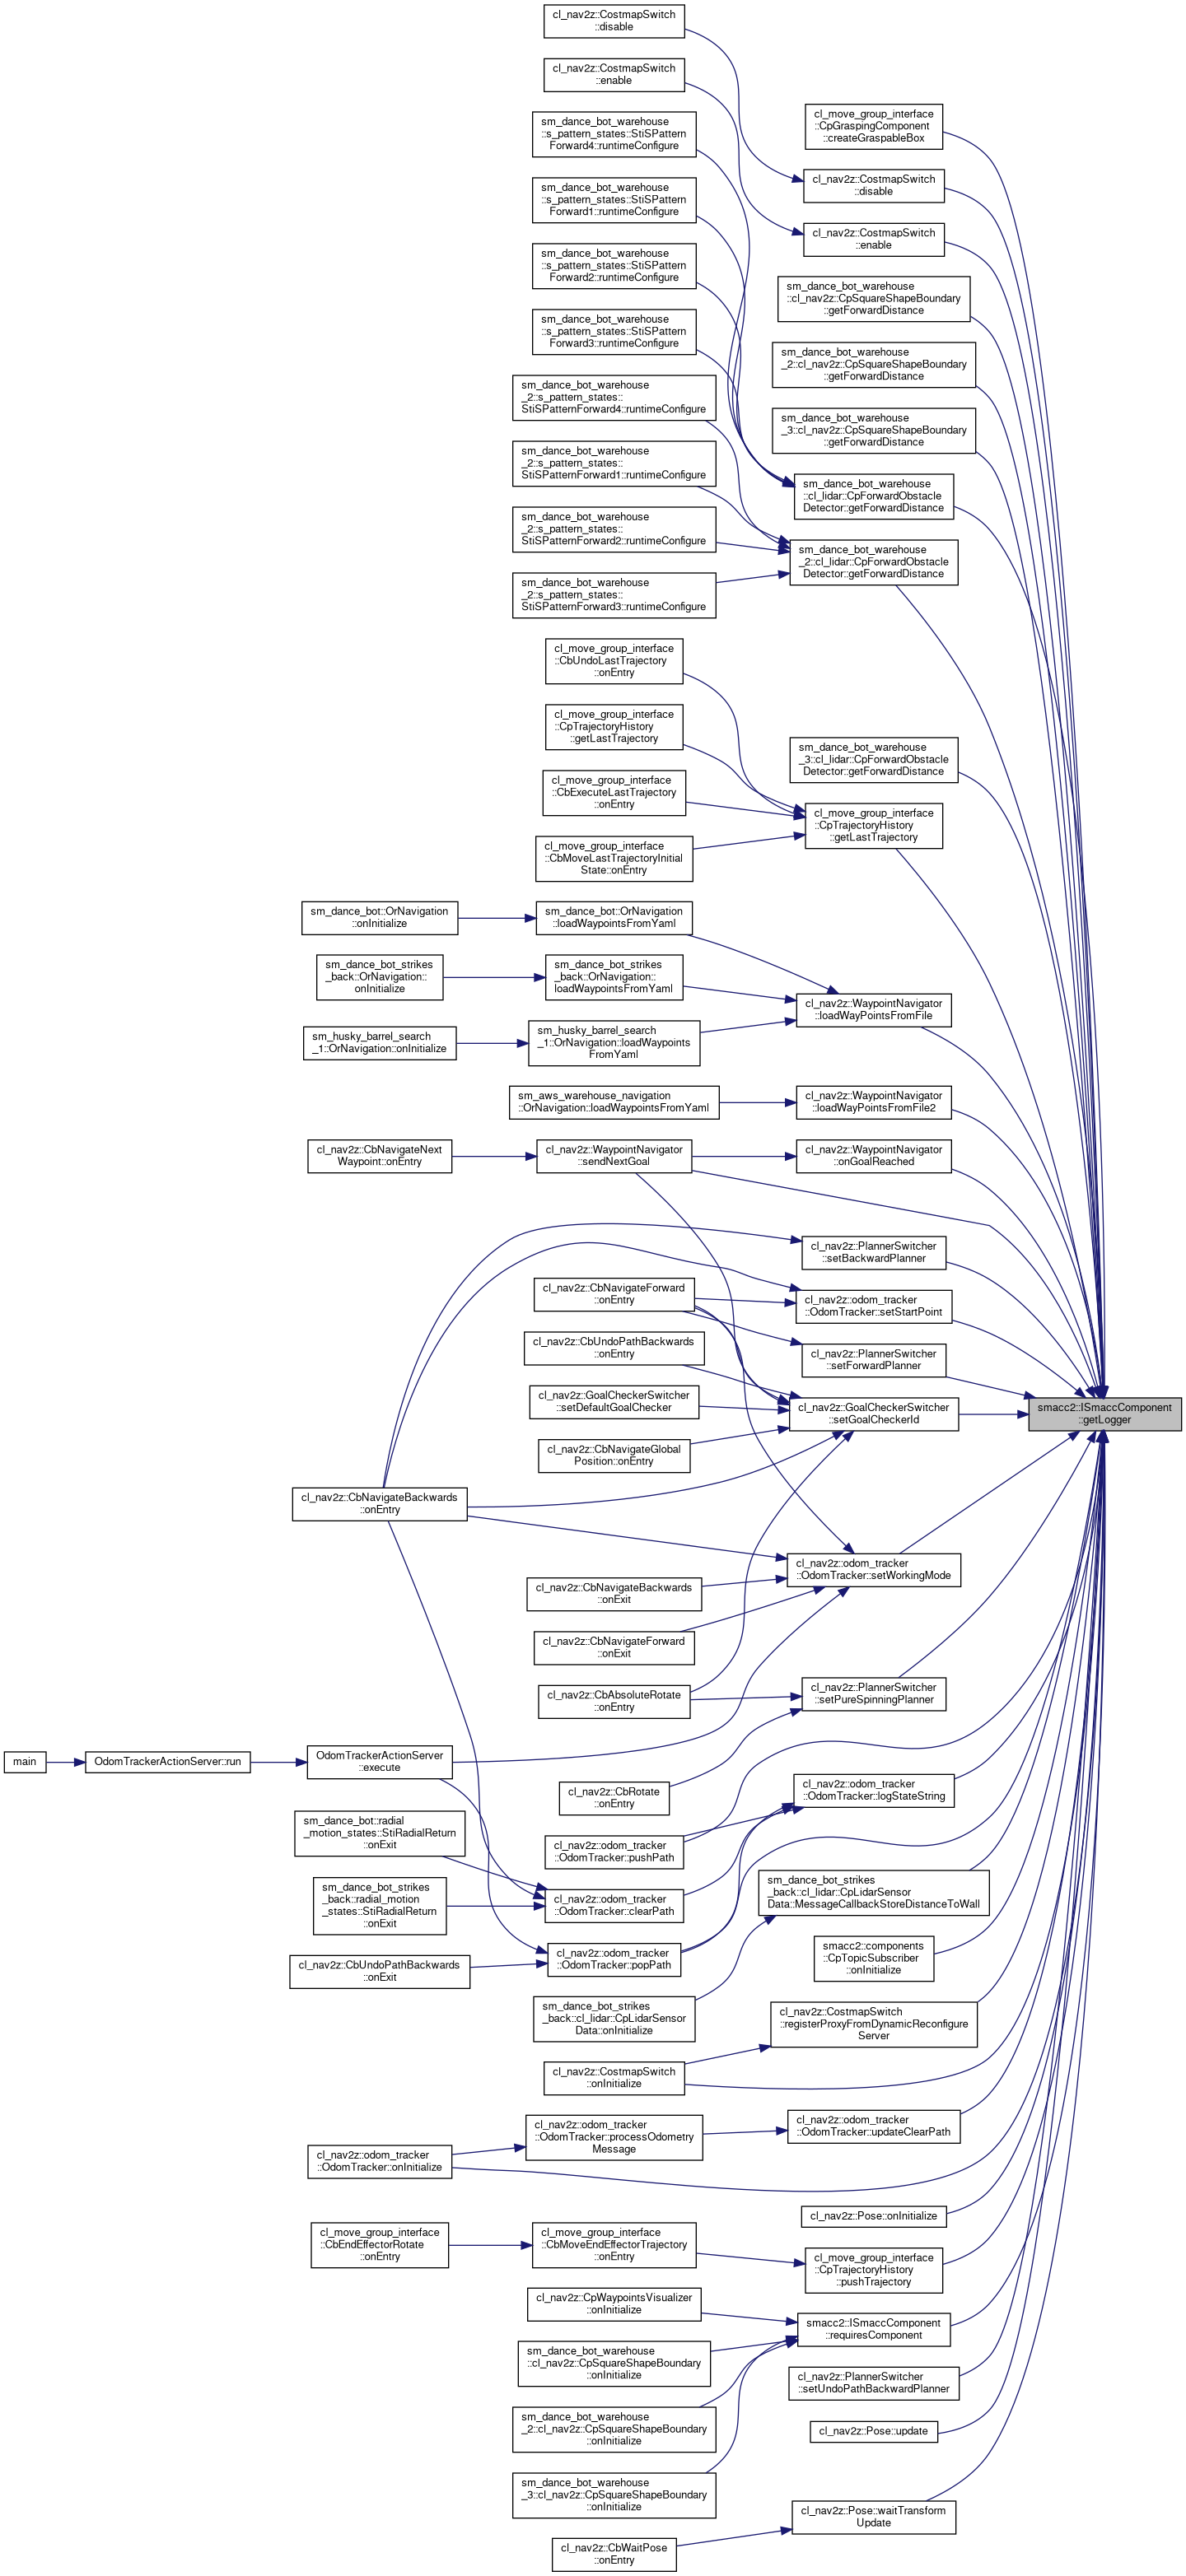 cl_nav2z::CostmapSwitch
::disable
cl_nav2z::CostmapSwitch
::enable
cl_move_group_interface
::CpGraspingComponent
::createGraspableBox
sm_dance_bot_warehouse
::s_pattern_states::StiSPattern
Forward4::runtimeConfigure
cl_nav2z::CostmapSwitch
::disable
sm_dance_bot_warehouse
::s_pattern_states::StiSPattern
Forward1::runtimeConfigure
cl_nav2z::CostmapSwitch
::enable
sm_dance_bot_warehouse
::s_pattern_states::StiSPattern
Forward2::runtimeConfigure
sm_dance_bot_warehouse
::cl_nav2z::CpSquareShapeBoundary
::getForwardDistance
sm_dance_bot_warehouse
::s_pattern_states::StiSPattern
Forward3::runtimeConfigure
sm_dance_bot_warehouse
_2::cl_nav2z::CpSquareShapeBoundary
::getForwardDistance
sm_dance_bot_warehouse
_2::s_pattern_states::
StiSPatternForward4::runtimeConfigure
sm_dance_bot_warehouse
_3::cl_nav2z::CpSquareShapeBoundary
::getForwardDistance
sm_dance_bot_warehouse
_2::s_pattern_states::
StiSPatternForward1::runtimeConfigure
sm_dance_bot_warehouse
::cl_lidar::CpForwardObstacle
Detector::getForwardDistance
sm_dance_bot_warehouse
_2::s_pattern_states::
StiSPatternForward2::runtimeConfigure
sm_dance_bot_warehouse
_2::cl_lidar::CpForwardObstacle
Detector::getForwardDistance
sm_dance_bot_warehouse
_2::s_pattern_states::
StiSPatternForward3::runtimeConfigure
cl_move_group_interface
::CbUndoLastTrajectory
::onEntry
cl_move_group_interface
::CpTrajectoryHistory
::getLastTrajectory
sm_dance_bot_warehouse
_3::cl_lidar::CpForwardObstacle
Detector::getForwardDistance
cl_move_group_interface
::CbExecuteLastTrajectory
::onEntry
cl_move_group_interface
::CpTrajectoryHistory
::getLastTrajectory
cl_move_group_interface
::CbMoveLastTrajectoryInitial
State::onEntry
sm_dance_bot::OrNavigation
::onInitialize
sm_dance_bot::OrNavigation
::loadWaypointsFromYaml
sm_dance_bot_strikes
_back::OrNavigation::
onInitialize
sm_dance_bot_strikes
_back::OrNavigation::
loadWaypointsFromYaml
cl_nav2z::WaypointNavigator
::loadWayPointsFromFile
sm_husky_barrel_search
_1::OrNavigation::onInitialize
sm_husky_barrel_search
_1::OrNavigation::loadWaypoints
FromYaml
sm_aws_warehouse_navigation
::OrNavigation::loadWaypointsFromYaml
cl_nav2z::WaypointNavigator
::loadWayPointsFromFile2
cl_nav2z::CbNavigateNext
Waypoint::onEntry
cl_nav2z::WaypointNavigator
::sendNextGoal
cl_nav2z::WaypointNavigator
::onGoalReached
cl_nav2z::PlannerSwitcher
::setBackwardPlanner
cl_nav2z::CbNavigateForward
::onEntry
cl_nav2z::odom_tracker
::OdomTracker::setStartPoint
cl_nav2z::CbUndoPathBackwards
::onEntry
cl_nav2z::PlannerSwitcher
::setForwardPlanner
cl_nav2z::GoalCheckerSwitcher
::setDefaultGoalChecker
cl_nav2z::GoalCheckerSwitcher
::setGoalCheckerId
smacc2::ISmaccComponent
::getLogger
cl_nav2z::CbNavigateGlobal
Position::onEntry
cl_nav2z::CbNavigateBackwards
::onEntry
cl_nav2z::odom_tracker
::OdomTracker::setWorkingMode
cl_nav2z::CbNavigateBackwards
::onExit
cl_nav2z::CbNavigateForward
::onExit
cl_nav2z::CbAbsoluteRotate
::onEntry
cl_nav2z::PlannerSwitcher
::setPureSpinningPlanner
main
OdomTrackerActionServer::run
OdomTrackerActionServer
::execute
cl_nav2z::CbRotate
::onEntry
cl_nav2z::odom_tracker
::OdomTracker::logStateString
sm_dance_bot::radial
_motion_states::StiRadialReturn
::onExit
cl_nav2z::odom_tracker
::OdomTracker::pushPath
sm_dance_bot_strikes
_back::radial_motion
_states::StiRadialReturn
::onExit
cl_nav2z::odom_tracker
::OdomTracker::clearPath
sm_dance_bot_strikes
_back::cl_lidar::CpLidarSensor
Data::MessageCallbackStoreDistanceToWall
cl_nav2z::CbUndoPathBackwards
::onExit
cl_nav2z::odom_tracker
::OdomTracker::popPath
smacc2::components
::CpTopicSubscriber
::onInitialize
sm_dance_bot_strikes
_back::cl_lidar::CpLidarSensor
Data::onInitialize
cl_nav2z::CostmapSwitch
::registerProxyFromDynamicReconfigure
Server
cl_nav2z::CostmapSwitch
::onInitialize
cl_nav2z::odom_tracker
::OdomTracker::onInitialize
cl_nav2z::odom_tracker
::OdomTracker::processOdometry
Message
cl_nav2z::odom_tracker
::OdomTracker::updateClearPath
cl_nav2z::Pose::onInitialize
cl_move_group_interface
::CbEndEffectorRotate
::onEntry
cl_move_group_interface
::CbMoveEndEffectorTrajectory
::onEntry
cl_move_group_interface
::CpTrajectoryHistory
::pushTrajectory
cl_nav2z::CpWaypointsVisualizer
::onInitialize
smacc2::ISmaccComponent
::requiresComponent
sm_dance_bot_warehouse
::cl_nav2z::CpSquareShapeBoundary
::onInitialize
cl_nav2z::PlannerSwitcher
::setUndoPathBackwardPlanner
sm_dance_bot_warehouse
_2::cl_nav2z::CpSquareShapeBoundary
::onInitialize
cl_nav2z::Pose::update
sm_dance_bot_warehouse
_3::cl_nav2z::CpSquareShapeBoundary
::onInitialize
cl_nav2z::Pose::waitTransform
Update
cl_nav2z::CbWaitPose
::onEntry